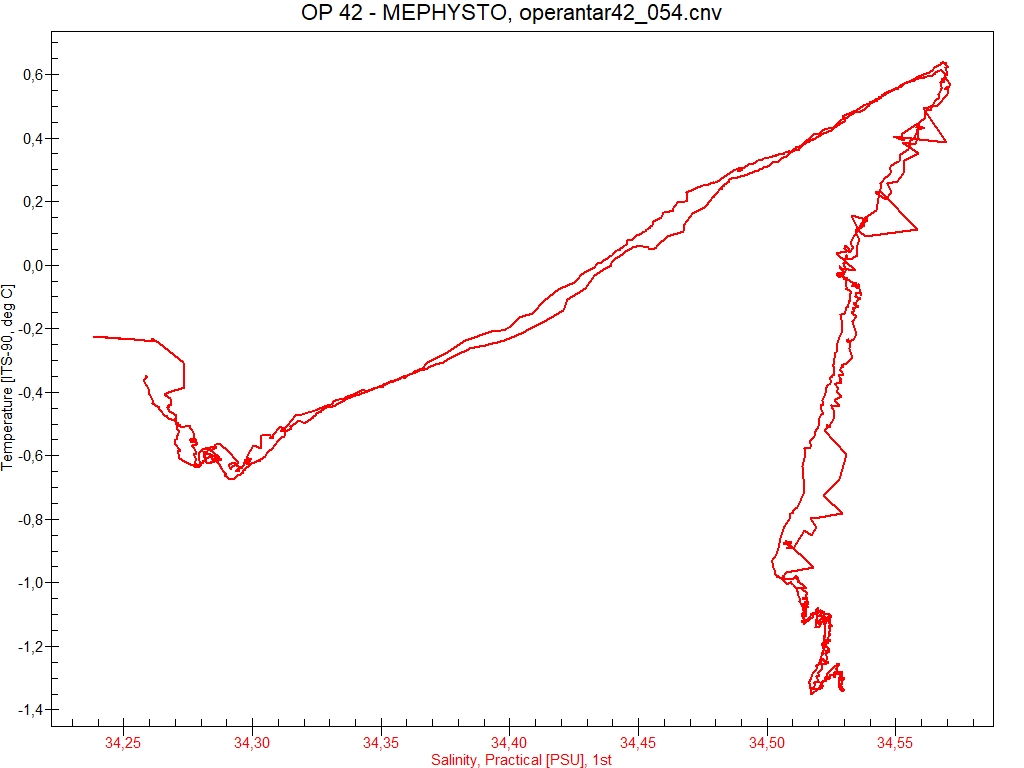 OP 42 - MEPHYSTO, operantar42_054.cnv
0,6
0,4
0,2
0,0
-0,2
-0,4
-0,6
-0,8
-1,0
-1,2
-1,4
Temperature [ITS-90, deg C]
34,25 34,30 34,35 34,40 34,45 34,50 34,55
Salinity, Practical [PSU], 1st